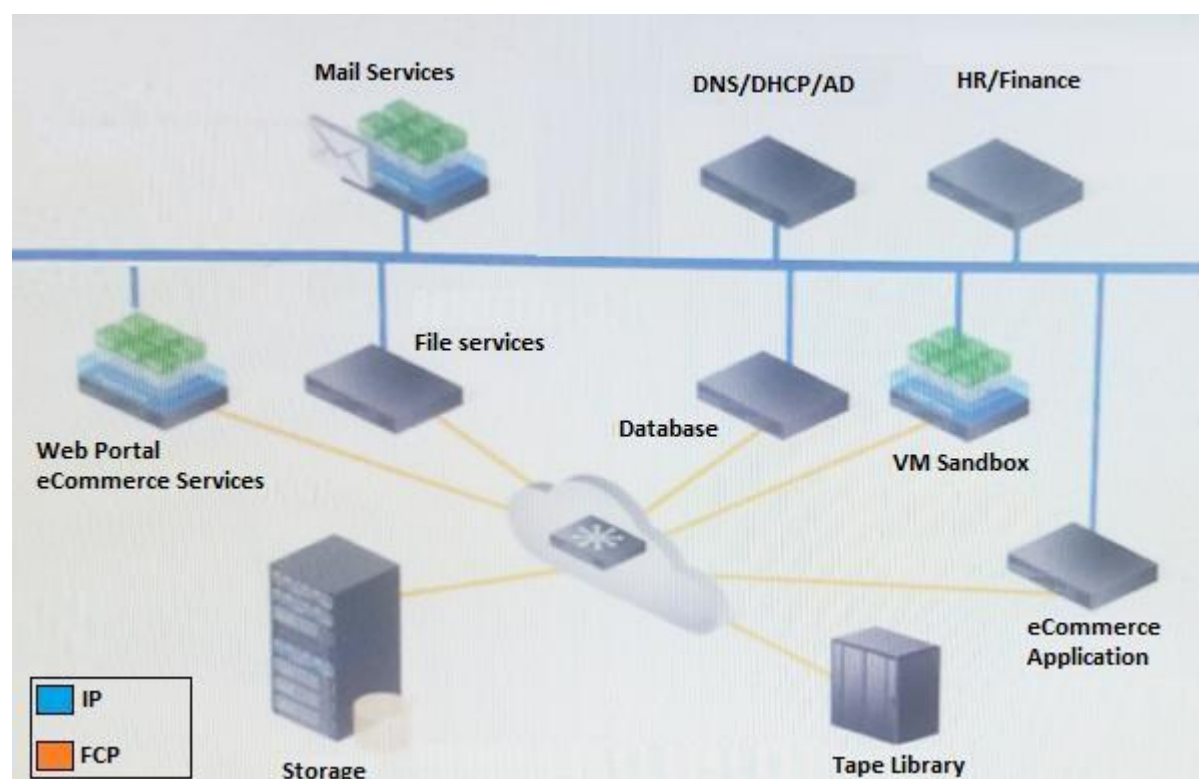 Mail Services
DNS/DHCP/AD
HR/Finance
File services
Database
Web Portal
eCommerce Services
VM Sandbox
eCommerce
Application
IP
FCP
Storage
Tape Library